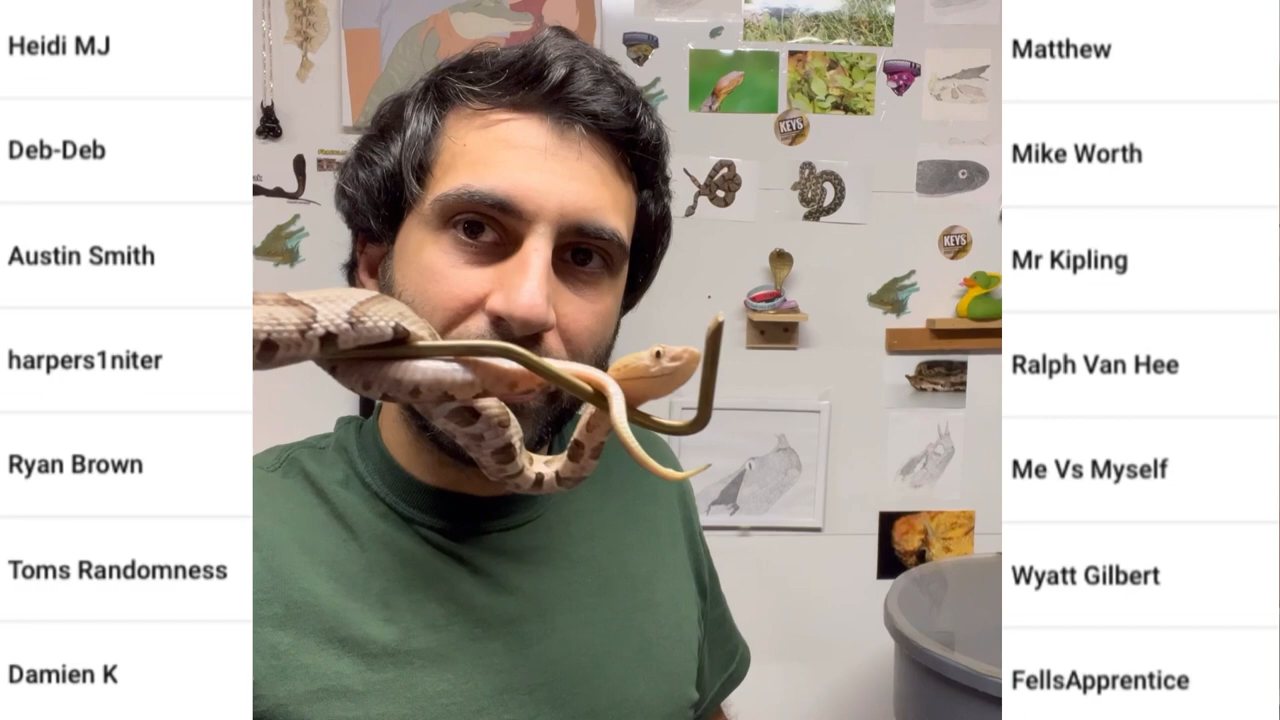 Heidi MJ
Deb-Deb
Austin Smith
harpers1niter
Ryan Brown
Toms Randomness
Damien K
KEYS
KEYS
Matthew
Mike Worth
Mr Kipling
Ralph Van Hee
Me Vs Myself
Wyatt Gilbert
FellsApprentice